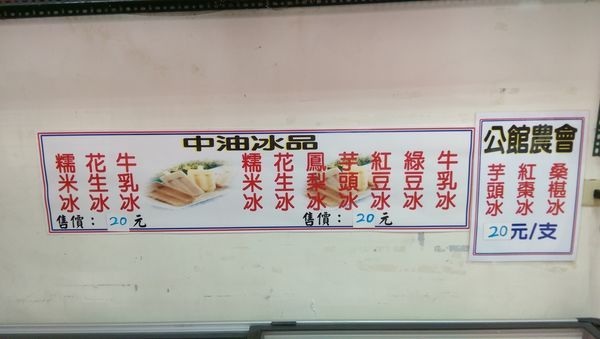 中油冰品
牛乳冰
花生冰
糯米冰
售價：20元
牛乳冰
綠豆冰
紅豆冰
芋頭冰
鳳梨冰
花生冰
糯米冰
售價：20元
公館農會
桑椹冰
紅棗冰
芋頭冰
20元/支